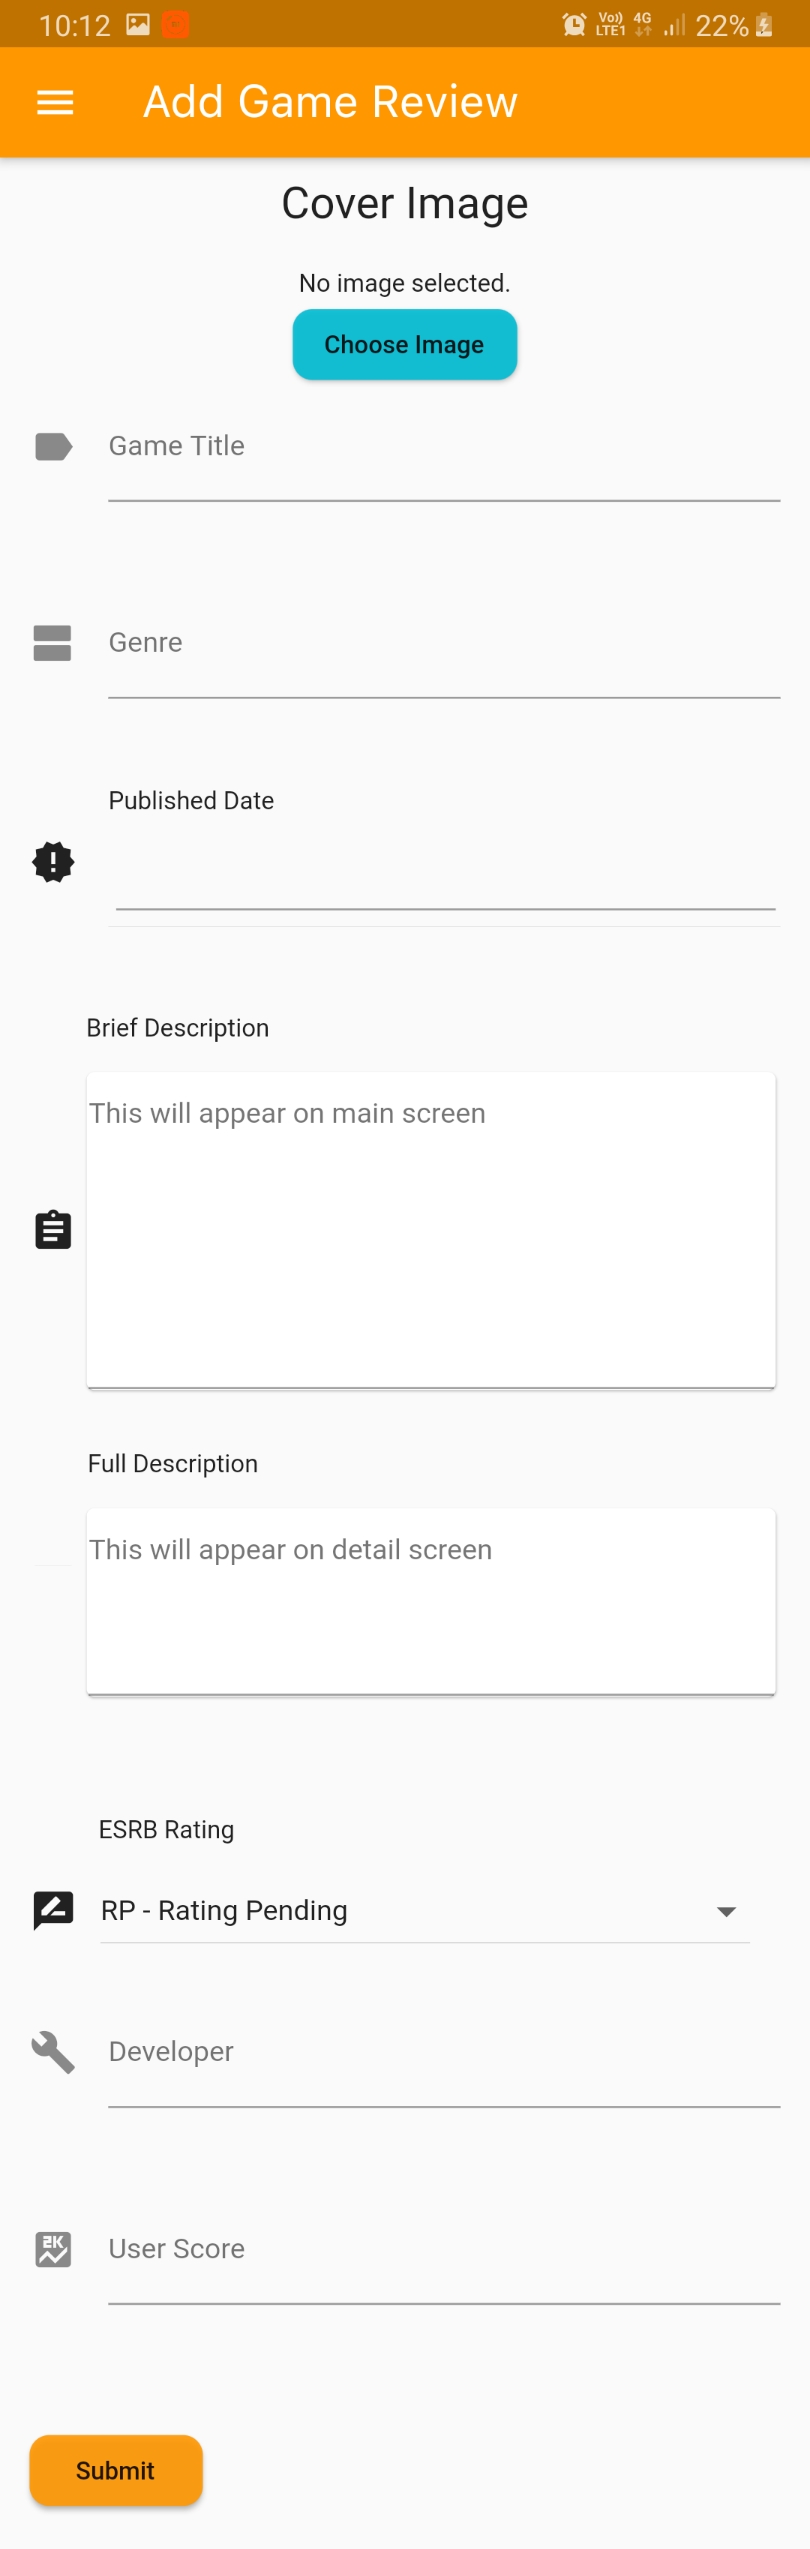 10:12
Vo)) 4G 22%
LTE1
Add Game Review
Cover Image
No image selected.
Choose Image
Game Title
Genre
Published Date
Brief Description
This will appear on main screen
Full Description
This will appear on detail screen
ESRB Rating
RP - Rating Pending
Developer
2K
User Score
Submit